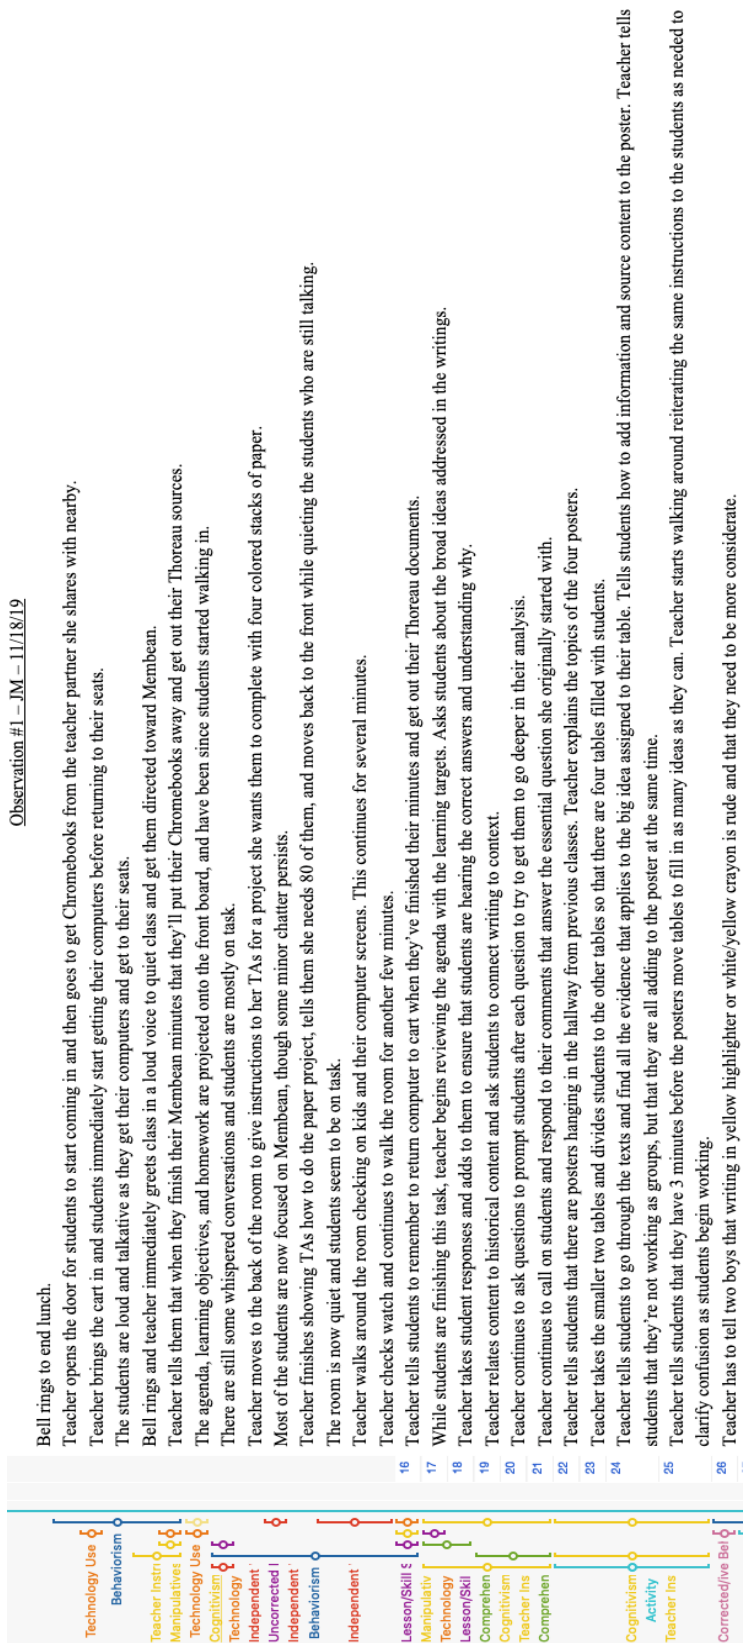 Observation #1 – JM – 11/18/19
Bell rings to end lunch.
Teacher opens the door for students to start coming in and then goes to get Chromebooks from the teacher partner she shares with nearby.
Teacher brings the cart in and students immediately start getting their computers before returning to their seats.
The students are loud and talkative as they get their computers and get to their seats.
Bell rings and teacher immediately greets class in a loud voice to quiet class and get them directed toward Membean.
Teacher tells them that when they finish their Membean minutes that they'll put their Chromebooks away and get out their Thoreau sources.
The agenda, learning objectives, and homework are projected onto the front board, and have been since students started walking in.
There are still some whispered conversations and students are mostly on task.
Teacher moves to the back of the room to give instructions to her TAs for a project she wants them to complete with four colored stacks of paper.
Most of the students are now focused on Membean, though some minor chatter persists.
Teacher finishes showing TAs how to do the paper project, tells them she needs 80 of them, and moves back to the front while quieting the students who are still talking.
The room is now quiet and students seem to be on task.
Teacher walks around the room checking on kids and their computer screens. This continues for several minutes.
Teacher checks watch and continues to walk the room for another few minutes.
16 Teacher tells students to remember to return computer to cart when they've finished their minutes and get out their Thoreau documents.
17 While students are finishing this task, teacher begins reviewing the agenda with the learning targets. Asks students about the broad ideas addressed in the writings.
18 Teacher takes student responses and adds to them to ensure that students are hearing the correct answers and understanding why.
19 Teacher relates content to historical content and ask students to connect writing to context.
20 Teacher continues to ask questions to prompt students after each question to try to get them to go deeper in their analysis.
21 Teacher continues to call on students and respond to their comments that answer the essential question she originally started with.
22 Teacher tells students that there are posters hanging in the hallway from previous classes. Teacher explains the topics of the four posters.
23 Teacher takes the smaller two tables and divides students to the other tables so that there are four tables filled with students.
24 Teacher tells students to go through the texts and find all the evidence that applies to the big idea assigned to their table. Tells students how to add information and source content to the poster. Teacher tells
students that they're not working as groups, but that they are all adding to the poster at the same time.
25 Teacher tells students that they have 3 minutes before the posters move tables to fill in as many ideas as they can. Teacher starts walking around reiterating the same instructions to the students as needed to
clarify confusion as students begin working.
26 Teacher has to tell two boys that writing in yellow highlighter or white/yellow crayon is rude and that they need to be more considerate.
Technology Use
Behaviorism
Teacher Instru
Manipulatives
Technology Use
Cognitivism
Technology
Independent
Uncorrected I
Independent
Behaviorism
Independent
Lesson/Skill S
Manipulativ
Technology
Lesson/Skil
Comprehen
Cognitivism
Teacher Ins
Comprehen
Cognitivism
Activity
Teacher Ins
Corrected/ive Bel